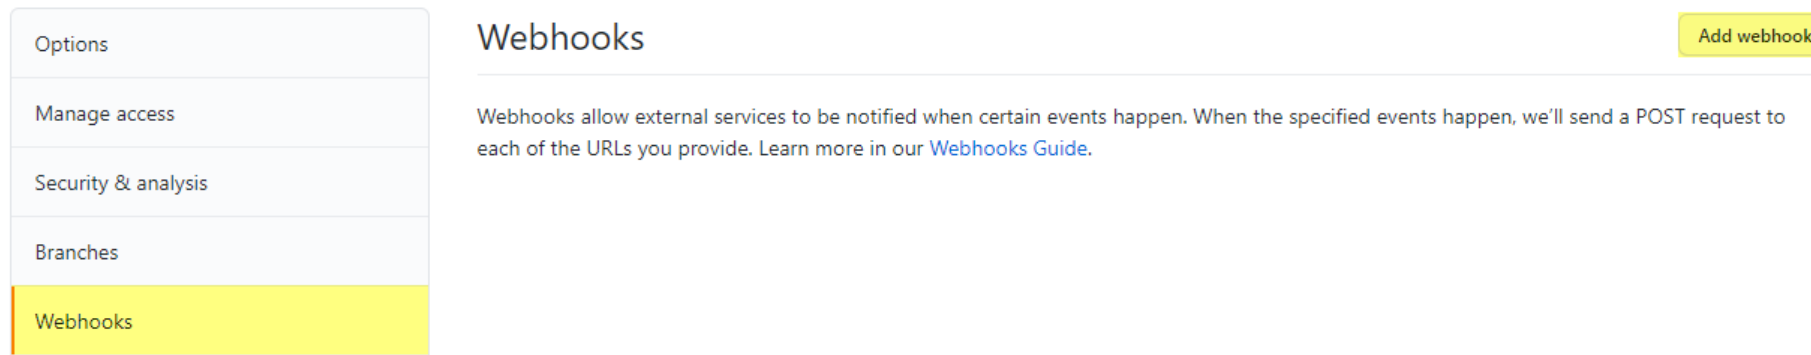 Options
Manage access
Security & analysis
Branches
Webhooks
Webhooks
Add webhook
Webhooks allow external services to be notified when certain events happen. When the specified events happen, we’ll send a POST request to
each of the URLs you provide. Learn more in our Webhooks Guide.